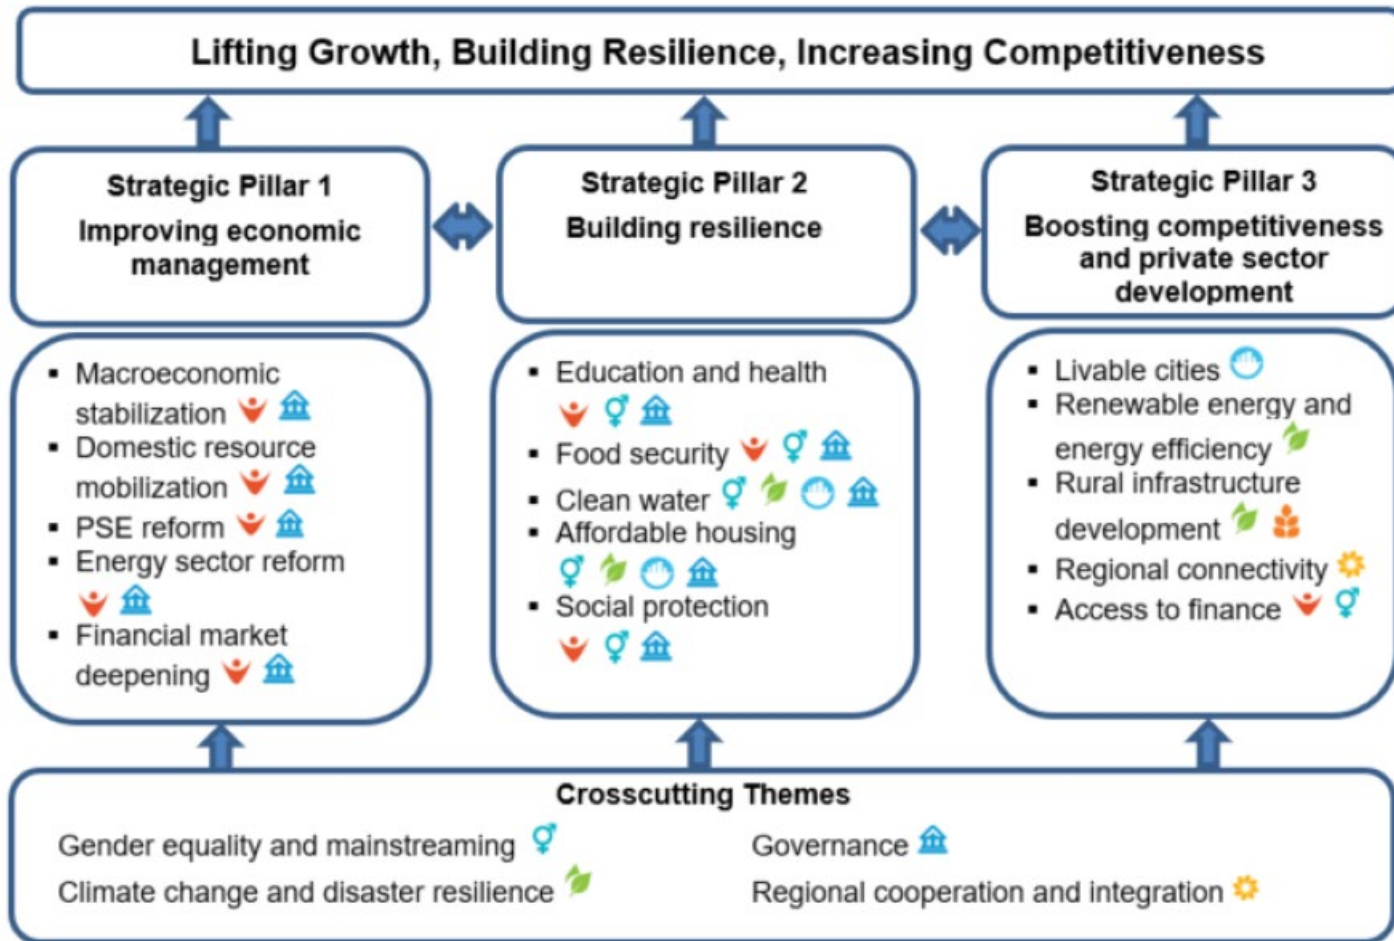 Lifting Growth, Building Resilience, Increasing Competitiveness
Strategic Pillar 1
Improving economic
management
Strategic Pillar 2
Building resilience
Strategic Pillar 3
Boosting competitiveness
and private sector
development
▪ Macroeconomic
stabilization
▪ Domestic resource
mobilization
▪ PSE reform
▪ Energy sector reform
▪ Financial market
deepening
▪ Education and health
▪ Food security
▪ Clean water
▪ Affordable housing
▪ Social protection
▪ Livable cities
▪ Renewable energy and
energy efficiency
▪ Rural infrastructure
development
▪ Regional connectivity
▪ Access to finance
Crosscutting Themes
Gender equality and mainstreaming
Climate change and disaster resilience
Governance
Regional cooperation and integration